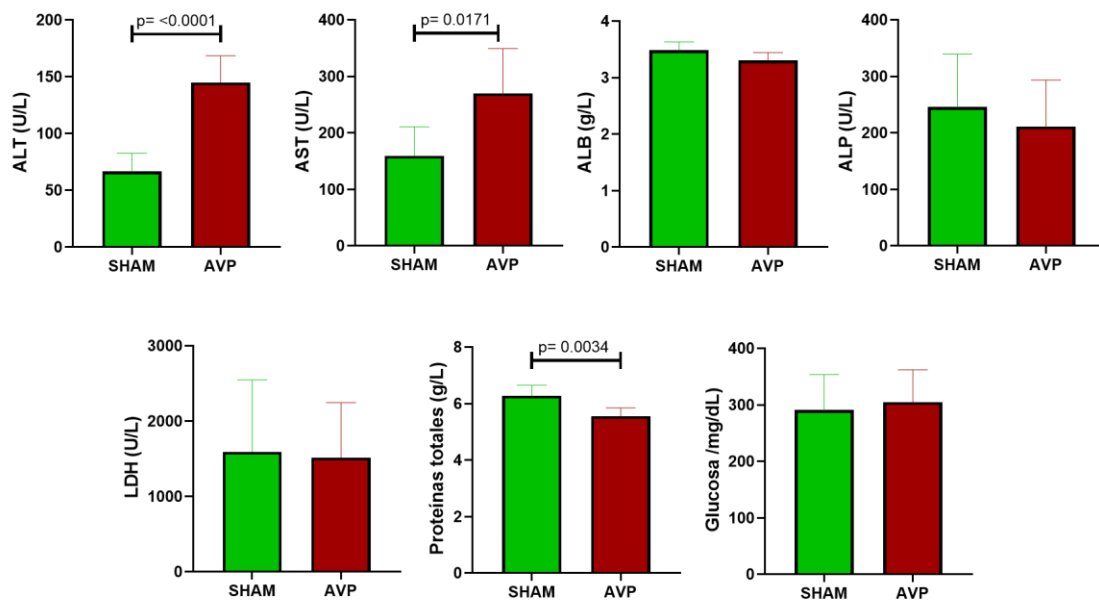 p= <0.0001
200
150
100
50
0
ALT (U/L)
SHAM AVP
p= 0.0171
400
300
200
100
0
AST (U/L)
SHAM AVP
4
3
2
1
0
ALB (g/L)
SHAM AVP
400
300
200
100
0
ALP (U/L)
SHAM AVP
3000
2000
1000
0
LDH (U/L)
SHAM AVP
p= 0.0034
8
6
4
2
0
Proteinas totales (g/L)
SHAM AVP
400
300
200
100
0
Glucosa /mg/dL)
SHAM AVP